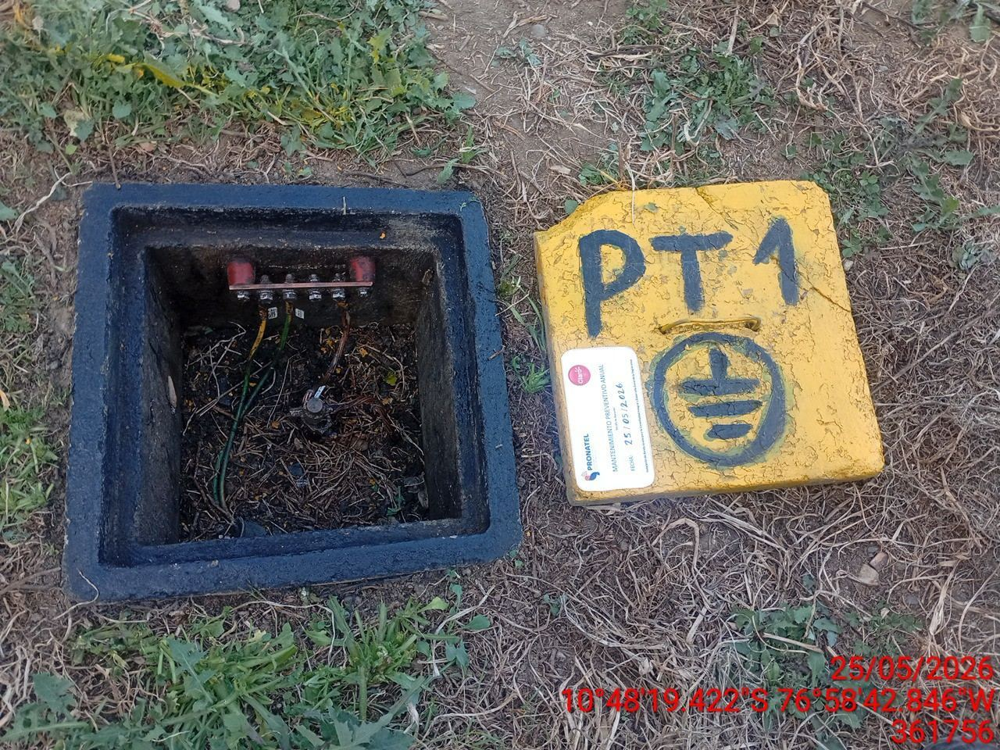 PT1
Claro
PRONATEL
MANTENIMIENTO PREVENTIVO ANUAL
FECHA: 25/05/2026
25/05/2026
10°48'19.422"S 76°58'42.846"W
361756